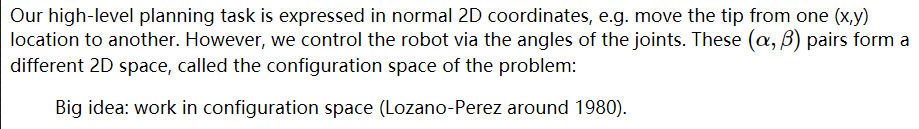 Our high-level planning task is expressed in normal 2D coordinates, e.g. move the tip from one (x,y)
location to another. However, we control the robot via the angles of the joints. These (α, β) pairs form a
different 2D space, called the configuration space of the problem:
Big idea: work in configuration space (Lozano-Perez around 1980).